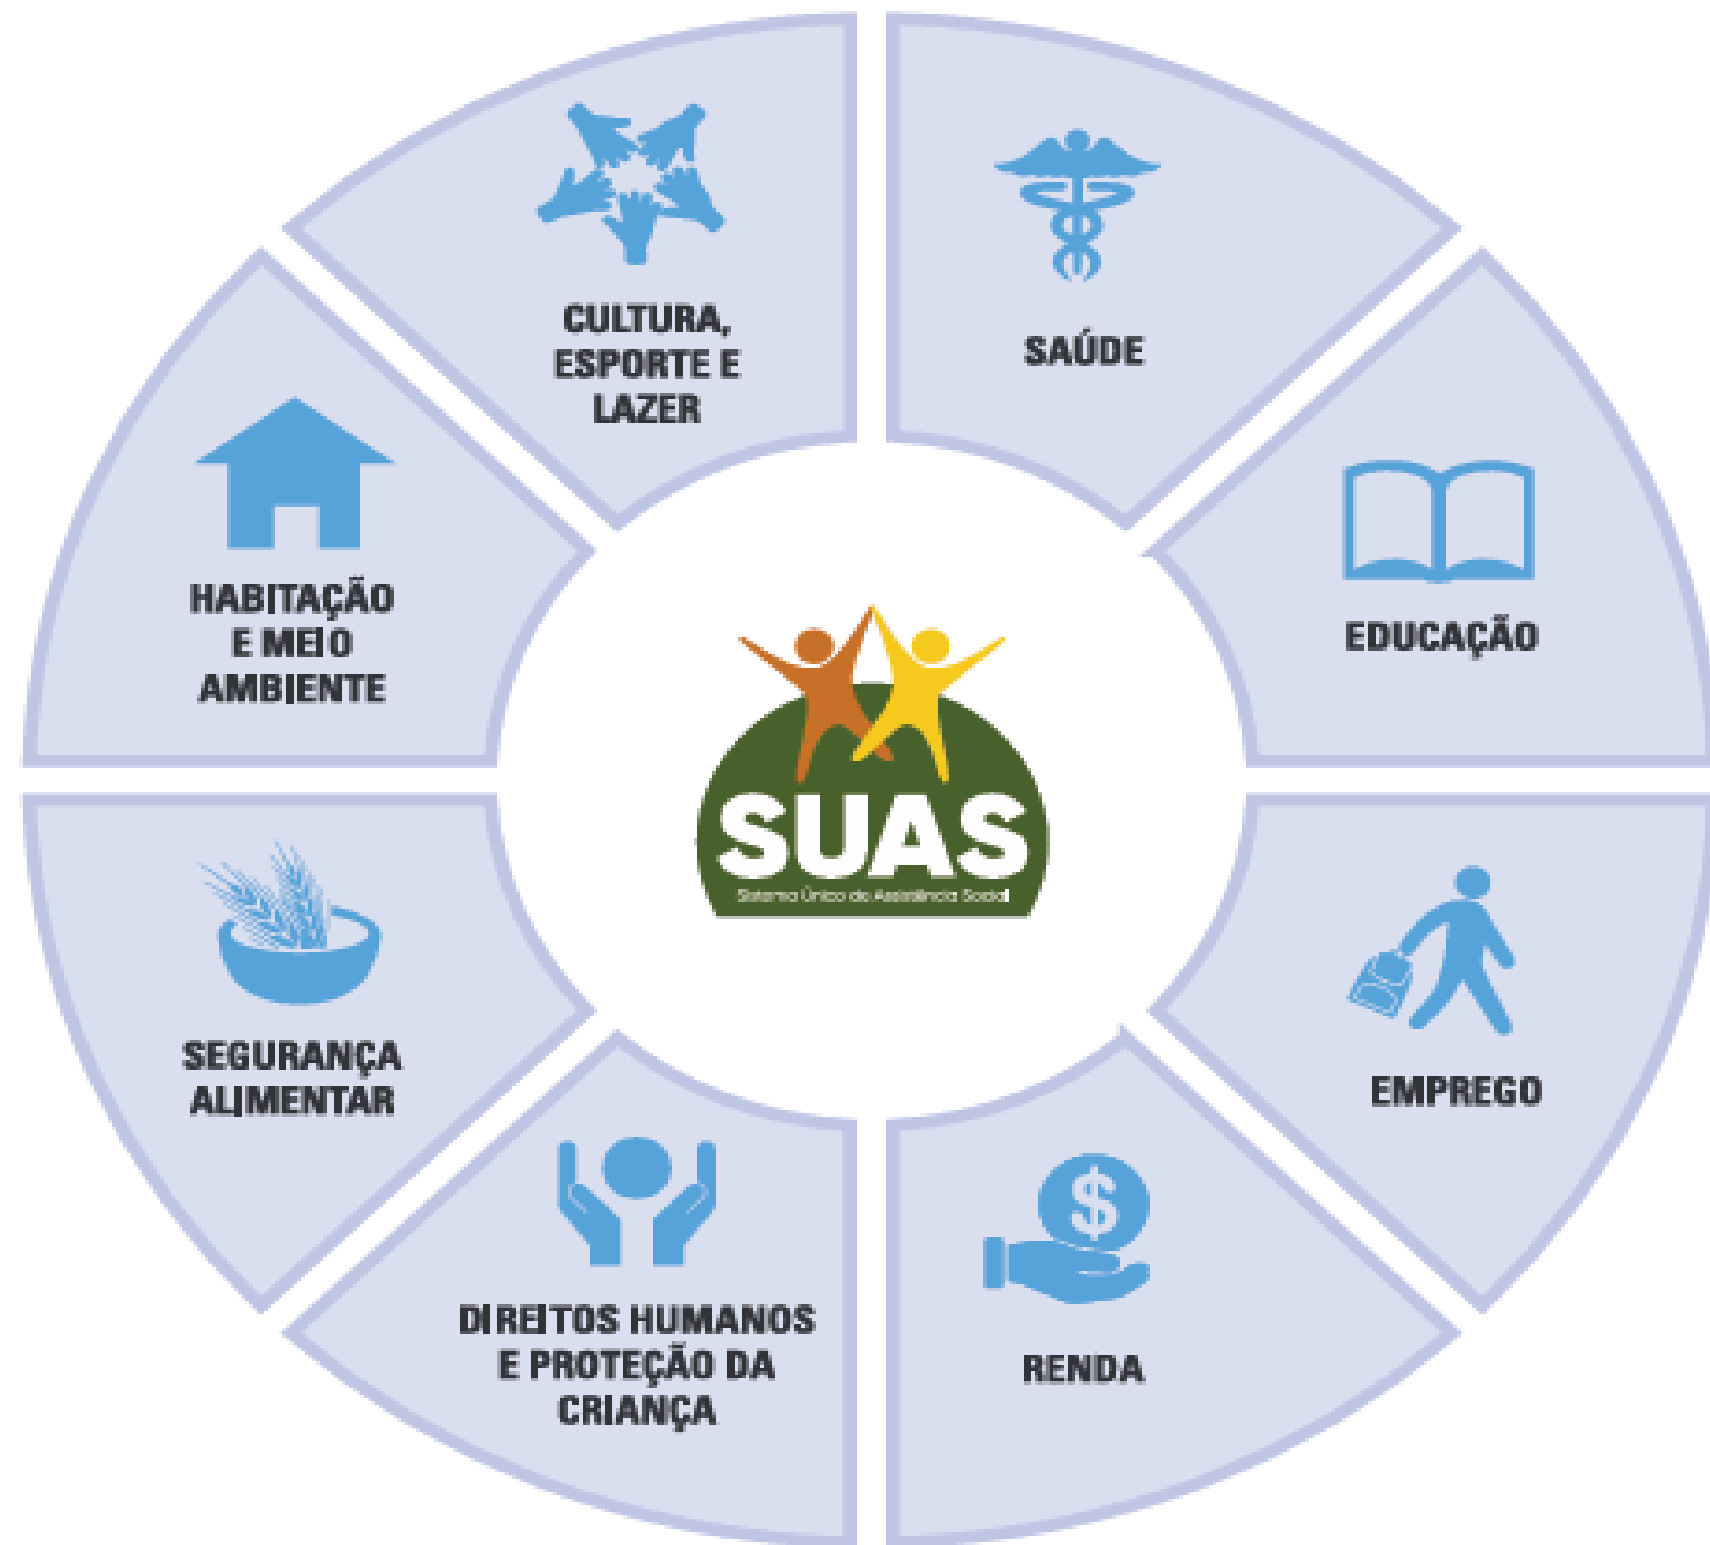 CULTURA,
ESPORTE E
LAZER
SAÚDE
HABITAÇÃO
E MEIO
AMBIENTE
EDUCAÇÃO
SUAS
Sistema Único de Assistência Social
SEGURANÇA
ALIMENTAR
EMPREGO
DIREITOS HUMANOS
E PROTEÇÃO DA
CRIANÇA
$
RENDA